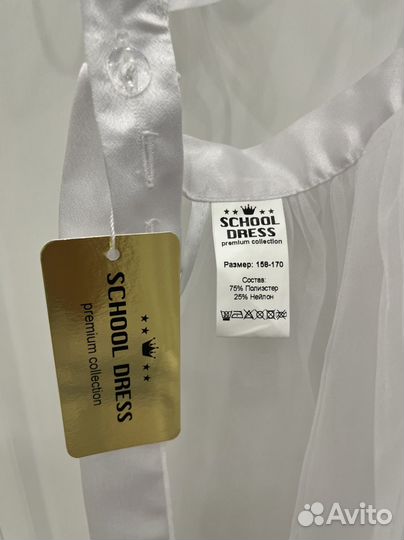 SCHOOL
DRESS
premium collection
Размер: 158-170
Состав:
75% Полиэстер
25% Нейлон
SCHOOL DRESS
premium collection
Avito